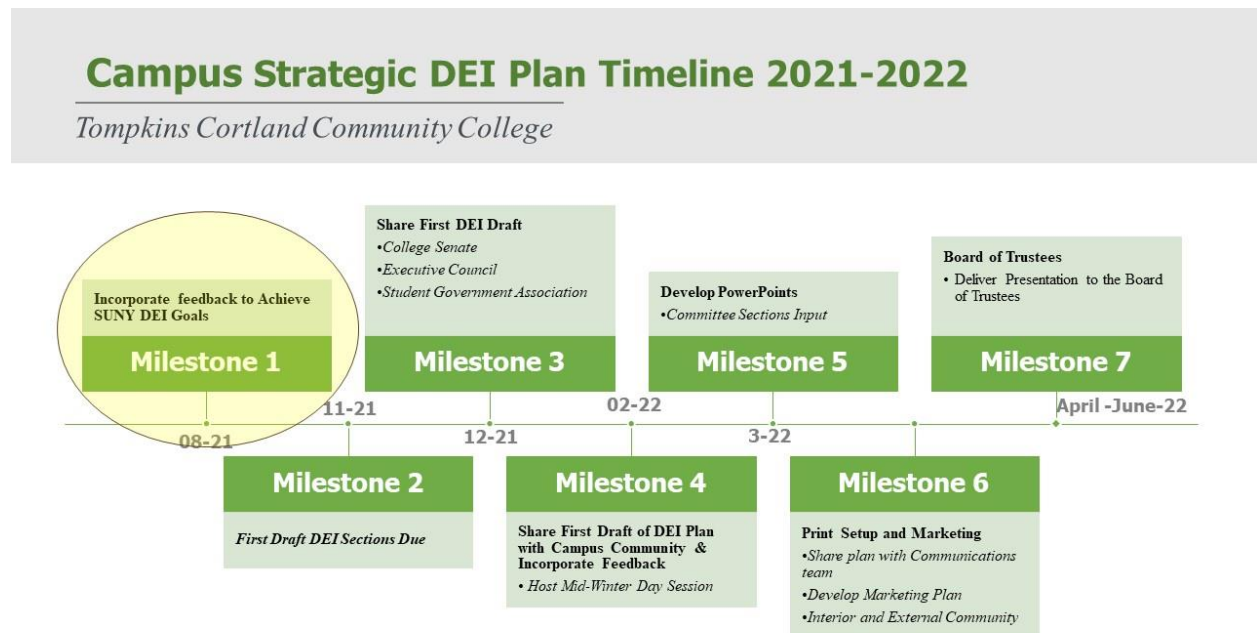 Campus Strategic DEI Plan Timeline 2021-2022
Tompkins Cortland Community College
Incorporate feedback to Achieve
SUNY DEI Goals
Milestone 1
08-21
11-21
Milestone 2
First Draft DEI Sections Due
Share First DEI Draft
•College Senate
•Executive Council
•Student Government Association
Milestone 3
12-21
02-22
Milestone 4
Share First Draft of DEI Plan
with Campus Community &
Incorporate Feedback
• Host Mid-Winter Day Session
Develop PowerPoints
•Committee Sections Input
Milestone 5
3-22
Milestone 6
Print Setup and Marketing
•Share plan with Communications
team
•Develop Marketing Plan
•Interior and External Community
Board of Trustees
• Deliver Presentation to the Board
of Trustees
Milestone 7
April -June-22